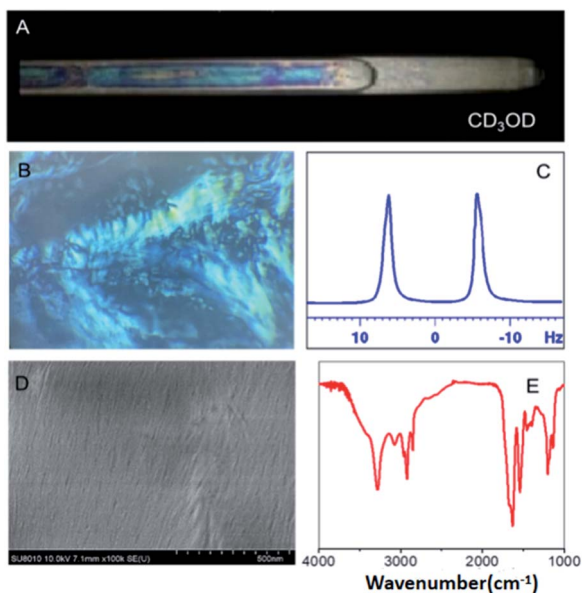 A
CD₃OD
B
C
10 0 -10 Hz
D
SU8010 10.0kV 7.1mm x100k SE(U) 500nm
E
4000 3000 2000 1000
Wavenumber(cm⁻¹)